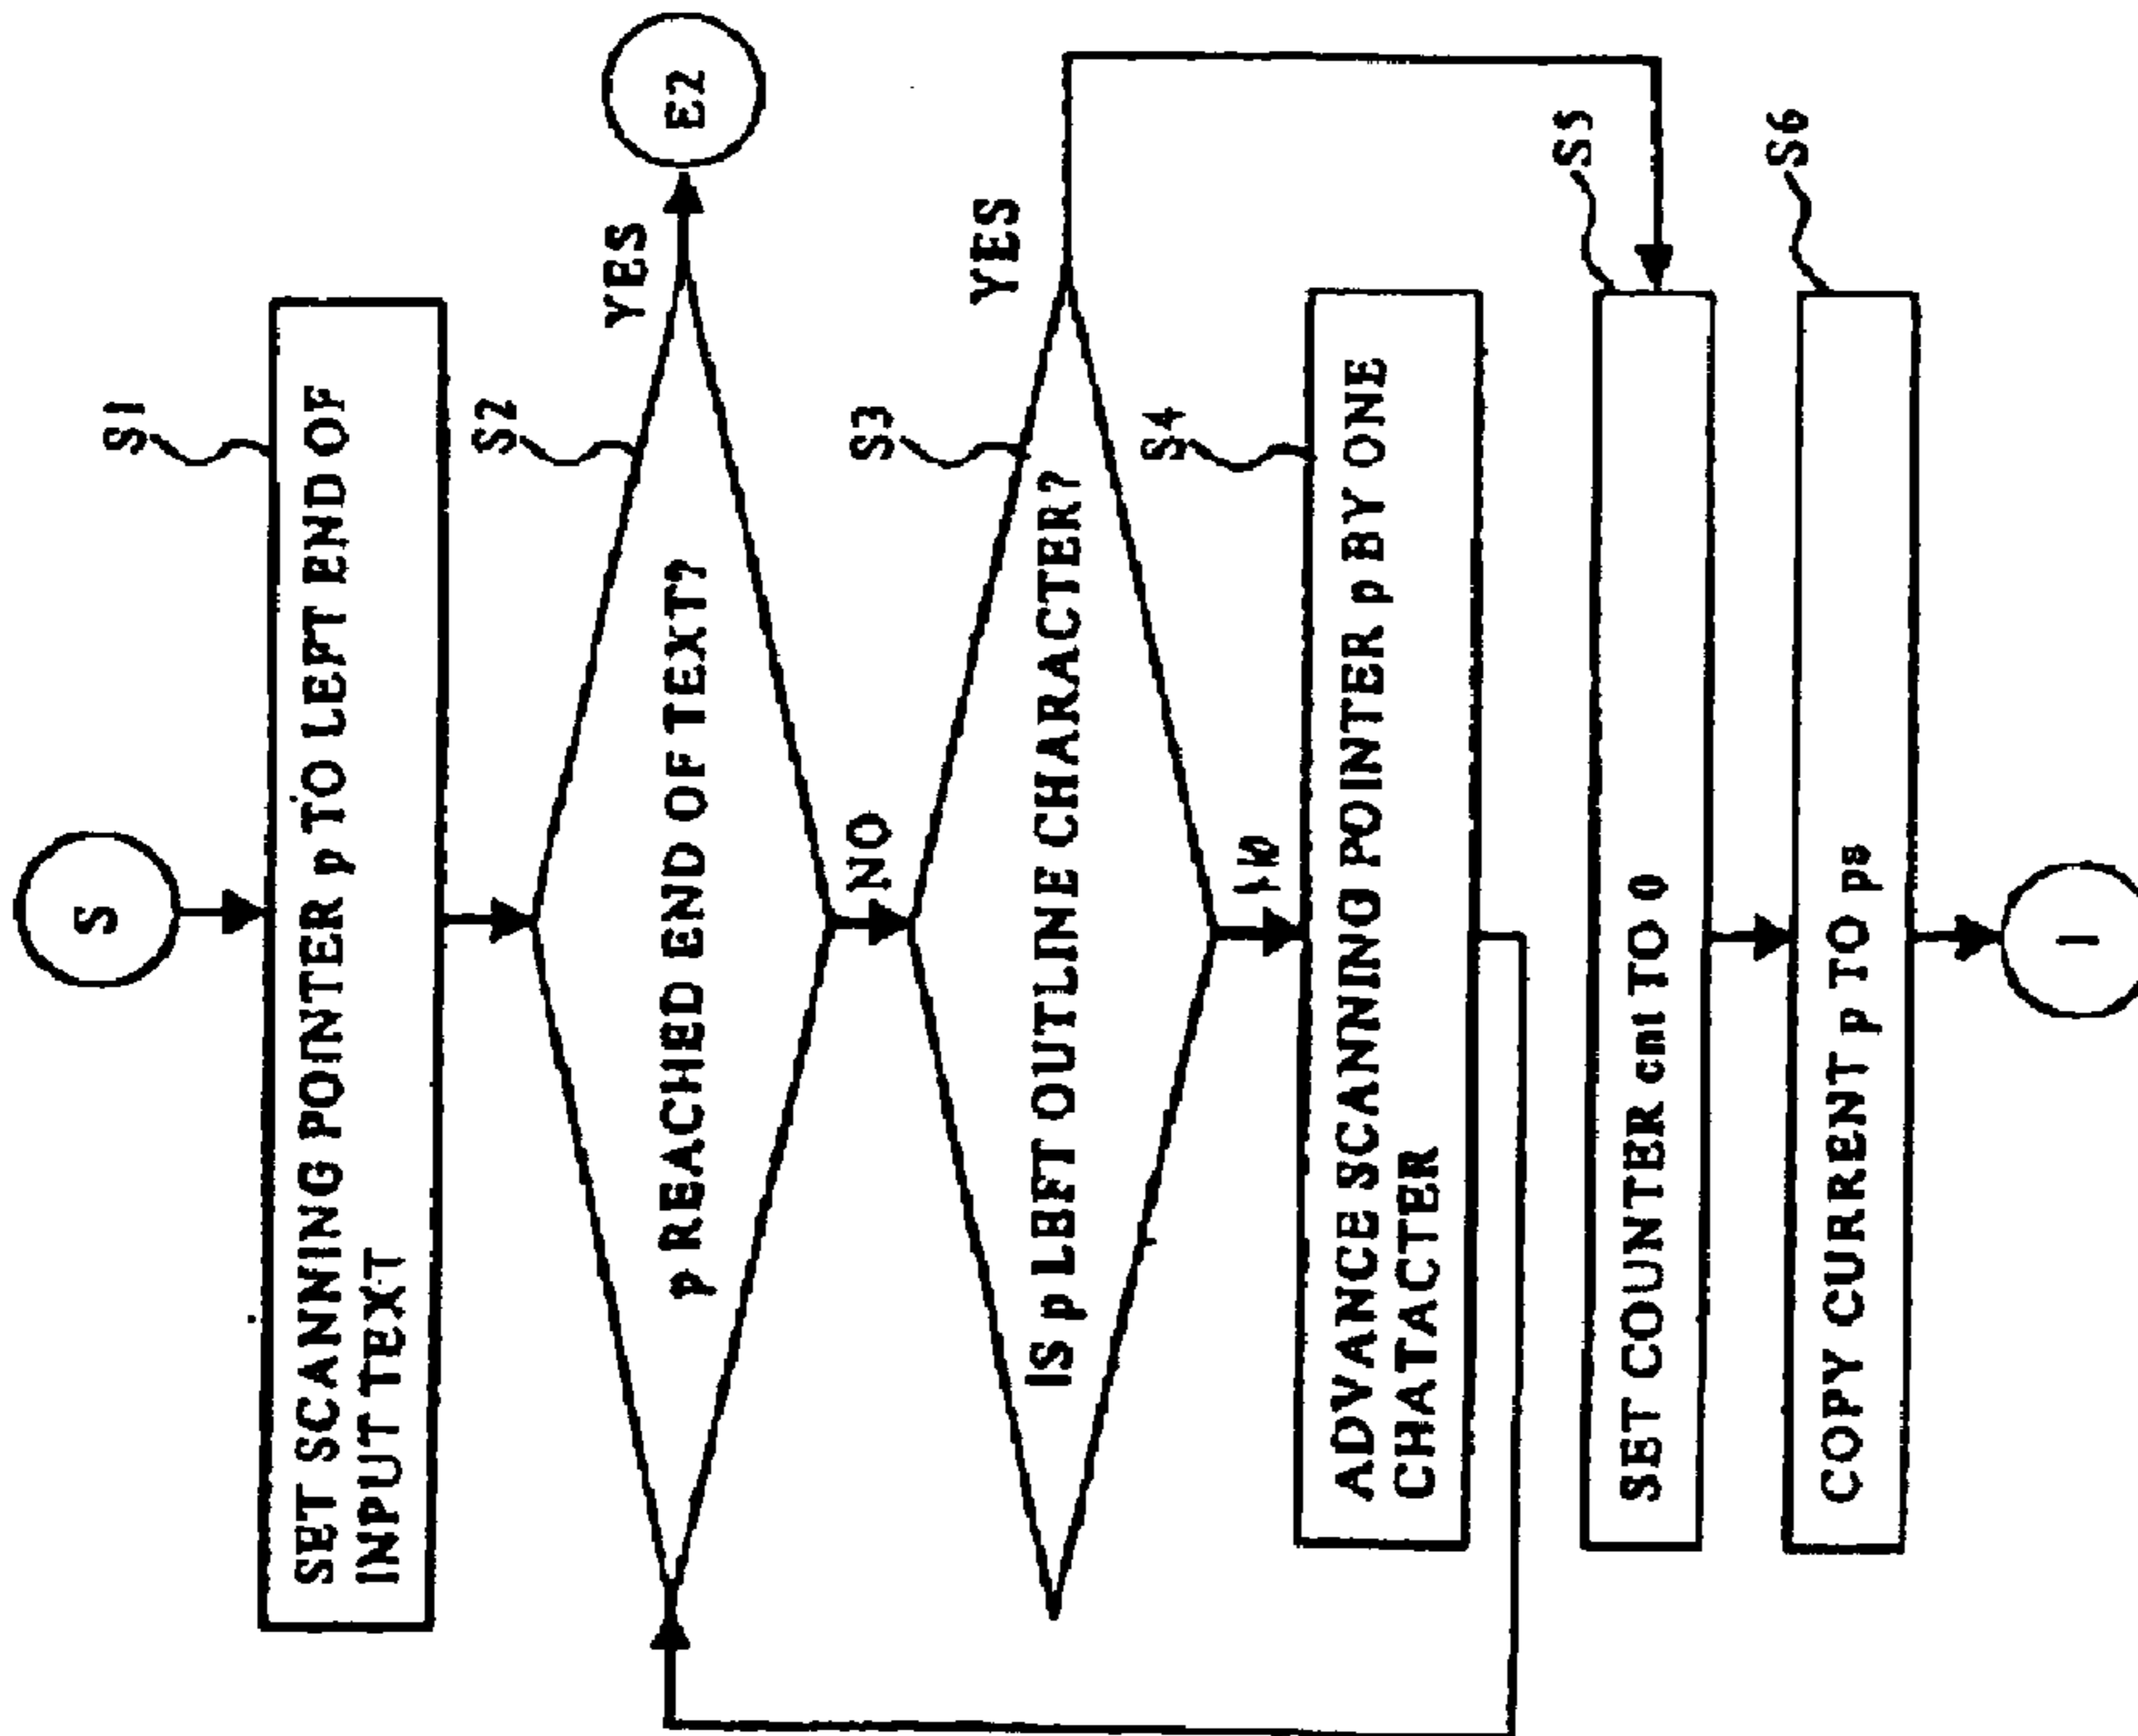 S
S1
SET SCANNING POINTER p TO LEFT END OF
INPUT TEXT
S2
p REACHED END OF TEXT?
YES
E2
NO
S3
IS p LEFT OUTLINE CHARACTER?
YES
S4
ADVANCE SCANNING POINTER p BY ONE
CHATACTER
S5
SET COUNTER cnt TO 0
S6
COPY CURRENT p TO ps
1